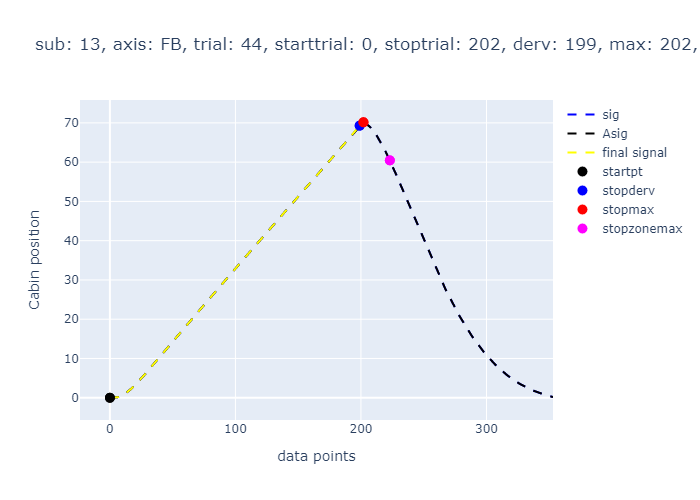 sub: 13, axis: FB, trial: 44, starttrial: 0, stoptrial: 202, derv: 199, max: 202,
sig
Asig
final signal
startpt
stopderv
stopmax
stopzonemax
Cabin position
70
60
50
40
30
20
10
0
0 100 200 300
data points